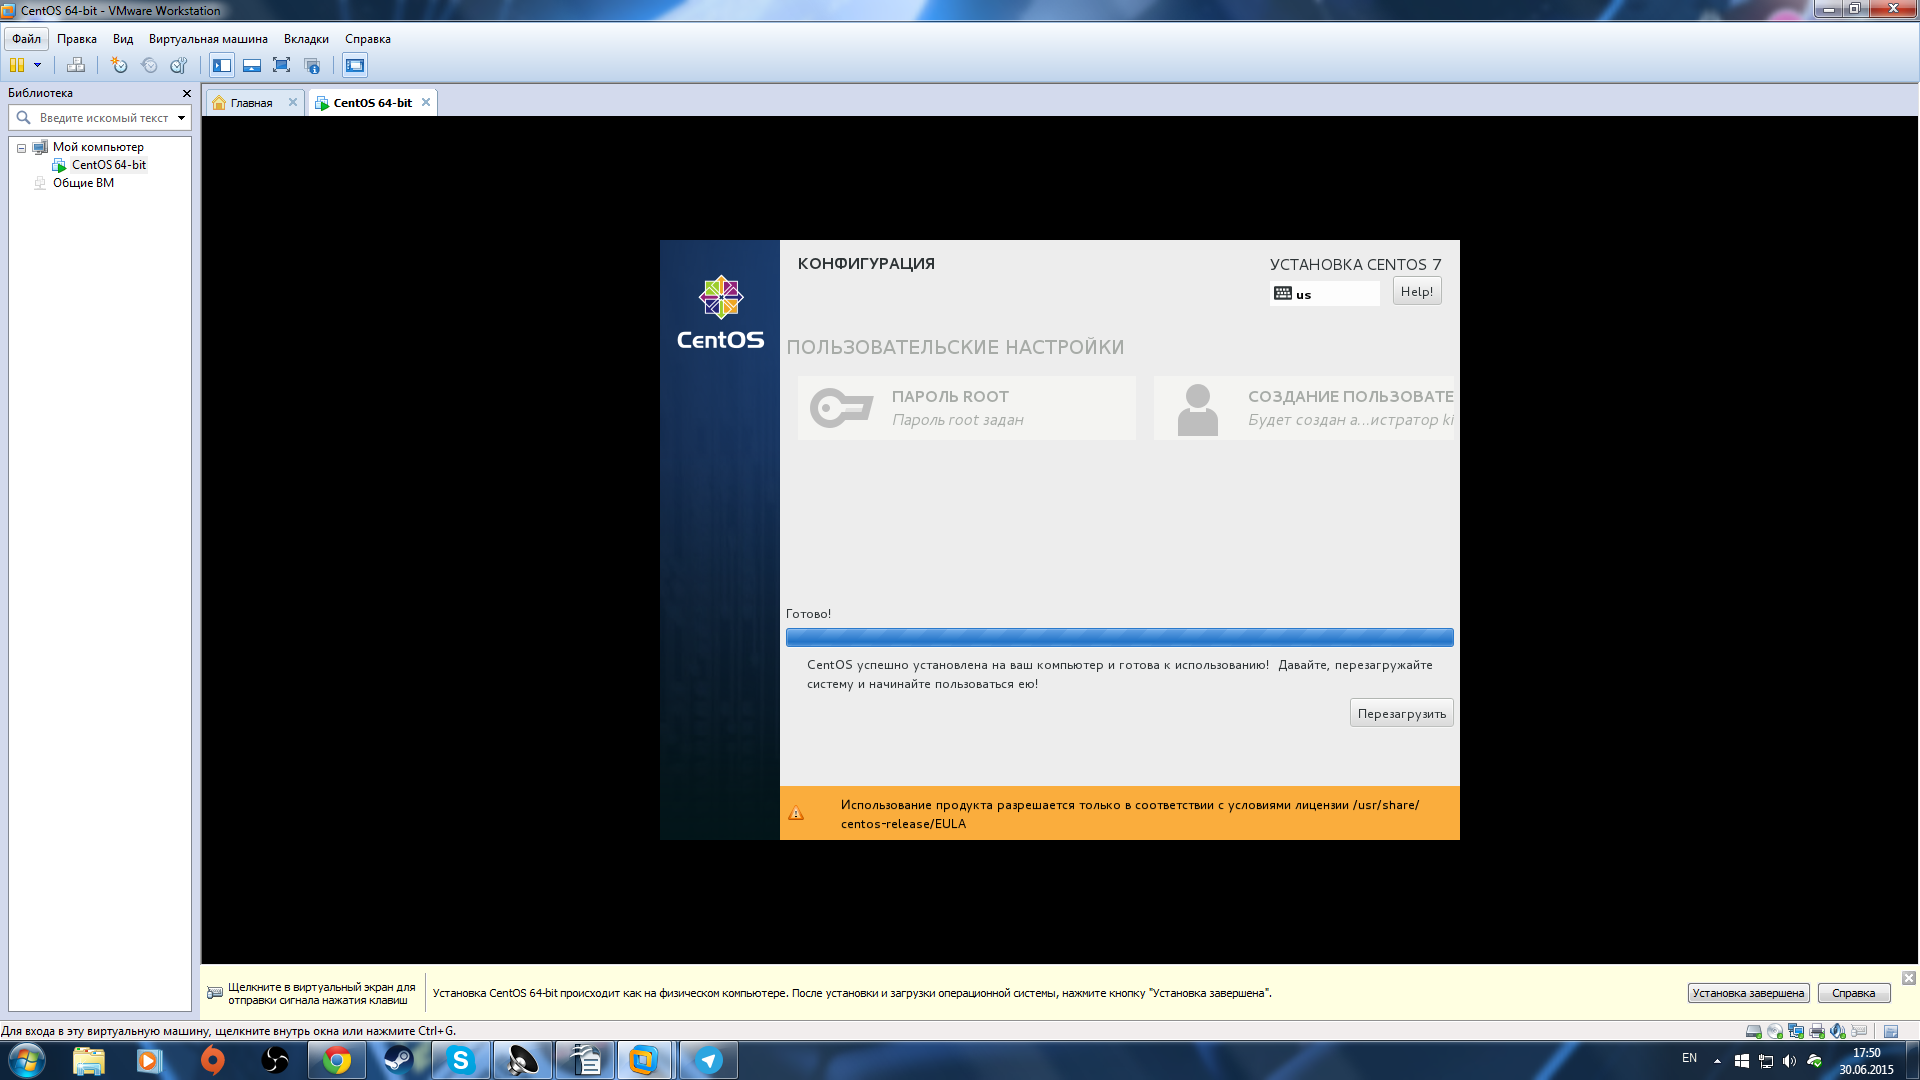 CentOS 64-bit - VMware Workstation
Файл Правка Вид Виртуальная машина Вкладки Справка
Библиотека
Введите искомый текст
Мой компьютер
CentOS 64-bit
Общие ВМ
Главная
CentOS 64-bit
CentOS
КОНФИГУРАЦИЯ
УСТАНОВКА CENTOS 7
us
Help!
ПОЛЬЗОВАТЕЛЬСКИЕ НАСТРОЙКИ
ПАРОЛЬ ROOT
Пароль root задан
СОЗДАНИЕ ПОЛЬЗОВАТЕ
Будет создан а...истратор ki
Готово!
CentOS успешно установлена на ваш компьютер и готова к использованию! Давайте, перезагружайте
систему и начинайте пользоваться ею!
Перезагрузить
Использование продукта разрешается только в соответствии с условиями лицензии /usr/share/
centos-release/EULA
Щелкните в виртуальный экран для
отправки сигнала нажатия клавиш
Установка CentOS 64-bit происходит как на физическом компьютере. После установки и загрузки операционной системы, нажмите кнопку "Установка завершена".
Установка завершена
Справка
Для входа в эту виртуальную машину, щелкните внутрь окна или нажмите Ctrl+G.
EN
17:50
30.06.2015